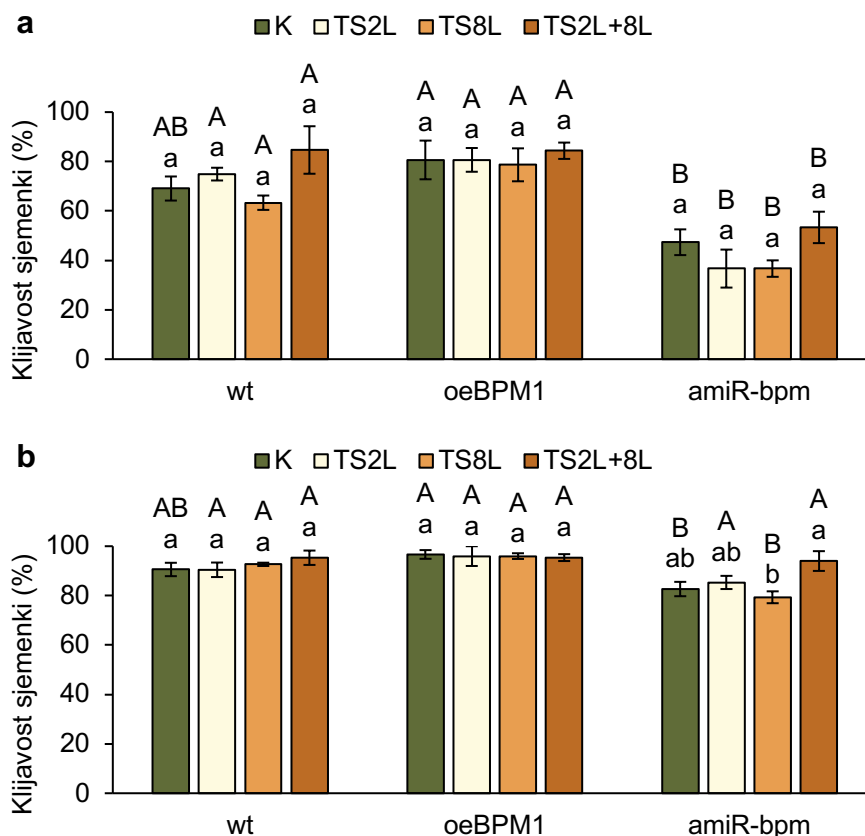 a
K TS2L TS8L TS2L+8L
Klijavost sjemenki (%)
100
80
60
40
20
0
AB A A A A A A A B B B B
a a a a a a a a a a a a
wt oeBPM1 amiR-bpm
b
K TS2L TS8L TS2L+8L
Klijavost sjemenki (%)
100
80
60
40
20
0
AB A A A A A A A B A B A
a a a a a a a a ab ab b a
wt oeBPM1 amiR-bpm